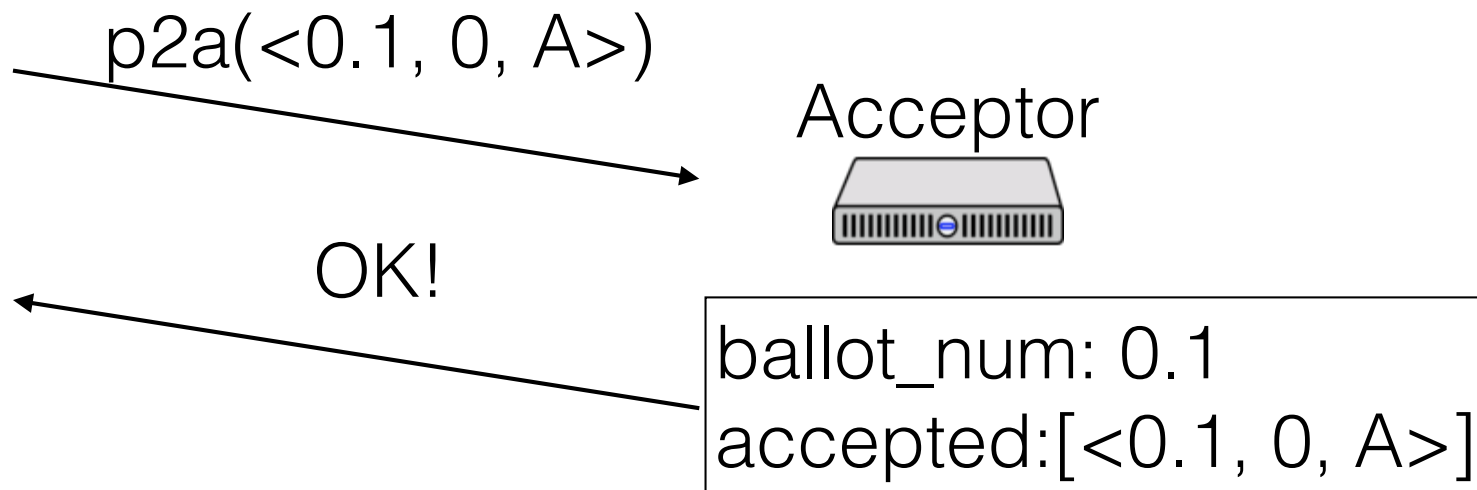 p2a(<0.1, 0, A>)
Acceptor
OK!
ballot_num: 0.1
accepted:[<0.1, 0, A>]